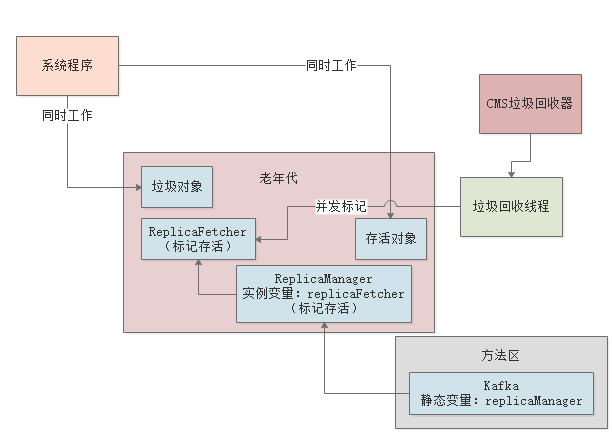 系统程序
同时工作
同时工作
CMS垃圾回收器
老年代
垃圾对象
并发标记
垃圾回收线程
ReplicaFetcher
（标记存活）
存活对象
ReplicaManager
实例变量：replicaFetcher
（标记存活）
方法区
Kafka
静态变量：replicaManager